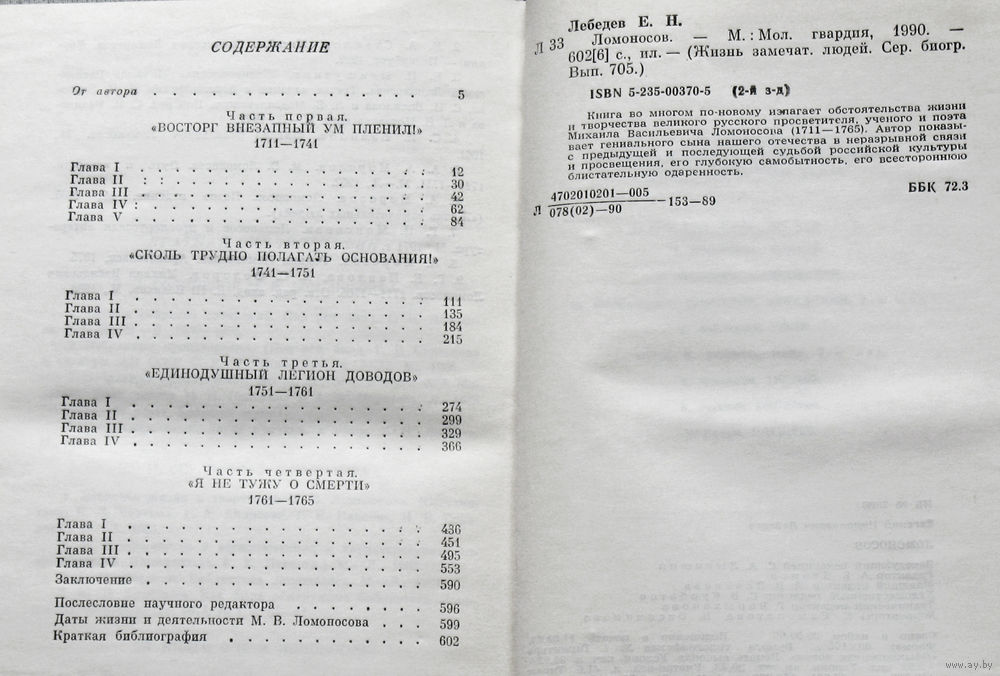 СОДЕРЖАНИЕ
От автора . . . . . . . . . . . . . . . 5
Часть первая.
«ВОСТОРГ ВНЕЗАПНЫЙ УМ ПЛЕНИЛ!»
1711—1741
Глава I . . . . . . . . . . . . . . . 12
Глава II : : . . . . . . . . . . . . . 30
Глава III . . . . . . . . . . . . . . 42
Глава IV : . . . . . . . . . . . . . . 62
Глава V . . . . . . . . . . . . . . . 84
Часть вторая.
«СКОЛЬ ТРУДНО ПОЛАГАТЬ ОСНОВАНИЯ!»
1741—1751
Глава I . . . . . . . . . . . . . . . 111
Глава II . . . . . . . . . . . . . . . 135
Глава III . . . . . . . . . . . . . . 184
Глава IV . . . . . . . . . . . . . . . 215
Часть третья.
«ЕДИНОДУШНЫЙ ЛЕГИОН ДОВОДОВ»
1751—1761
Глава I . . . . . . . . . . . . . . . 274
Глава II . . . . . . . . . . . . . . . 299
Глава III . . . . . . . . . . . . . . 329
Глава IV . . . . . . . . . . . . . . . 366
Часть четвертая.
«Я НЕ ТУЖУ О СМЕРТИ»
1761—1765
Глава I . . . . . . . . . . . . . . . 436
Глава II . . . . . . . . . . . . . . . 451
Глава III . . . . . . . . . . . . . . 495
Глава IV . . . . . . . . . . . . . . . 553
Заключение . . . . . . . . . . . . . . 590
Послесловие научного редактора . . . . . . . 596
Даты жизни и деятельности М. В. Ломоносова . . . 599
Краткая библиография . . . . . . . . . . 602
Лебедев Е. Н.
Л 33 Ломоносов. — М.: Мол. гвардия, 1990. —
602[6] с., ил. — (Жизнь замечат. людей. Сер. биогр.
Вып. 705.)
ISBN 5-235-00370-5 (2-й з-д)
Книга во многом по-новому излагает обстоятельства жизни
и творчества великого русского просветителя, ученого и поэта
Михаила Васильевича Ломоносова (1711—1765). Автор показы-
вает гениального сына нашего отечества в неразрывной связи
с предыдущей и последующей судьбой российской культуры
и просвещения, его глубокую самобытность, его всестороннюю
блистательную одаренность.
Л 4702010201—005
078(02)—90 —153—89
ББК 72.3
www.ay.by